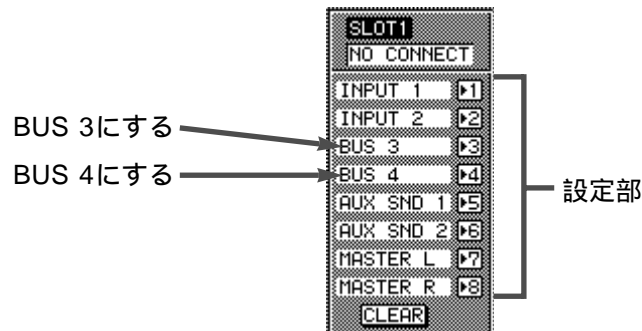 SLOT1
NO CONNECT
INPUT 1 ▶1
INPUT 2 ▶2
BUS 3にする
BUS 3 ▶3
BUS 4にする
BUS 4 ▶4
設定部
AUX SND 1 ▶5
AUX SND 2 ▶6
MASTER L ▶7
MASTER R ▶8
CLEAR